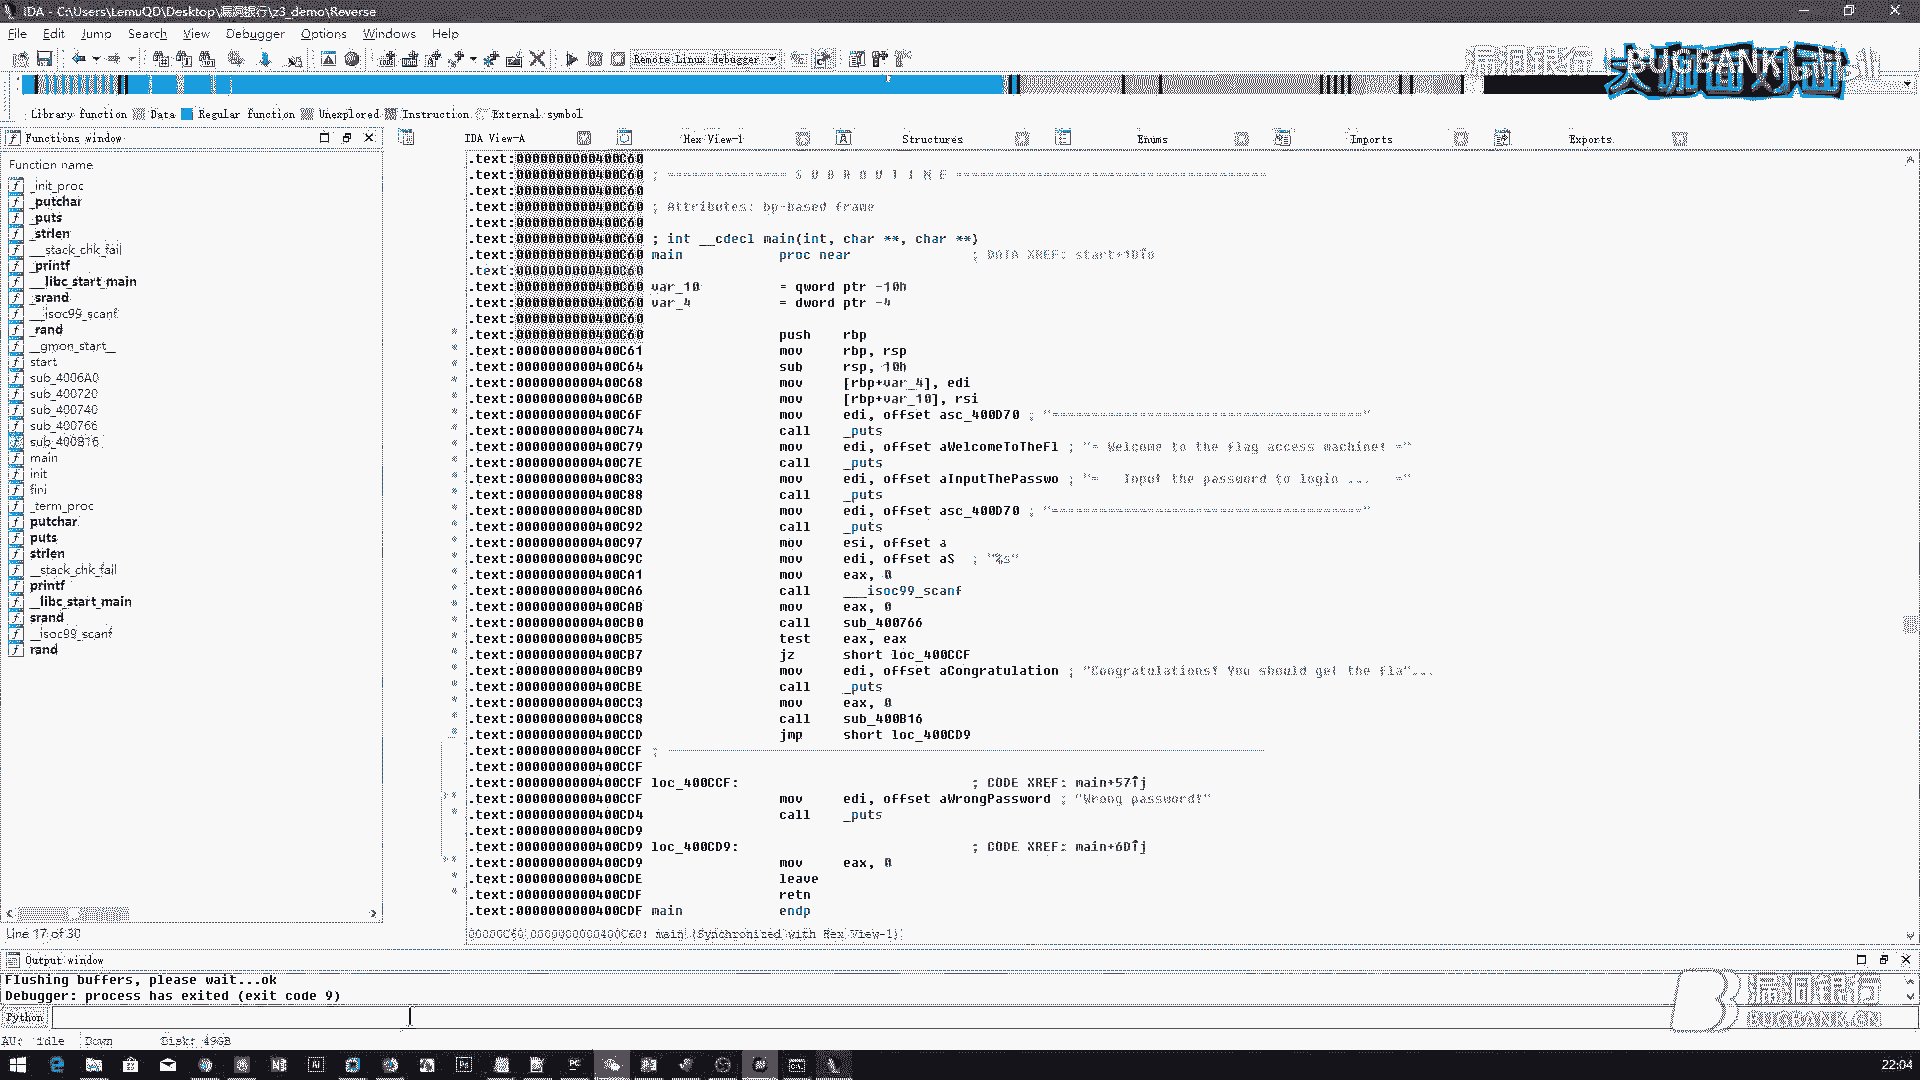 IDA - C:\Users\LemuQD\Desktop\漏洞银行\z3_demo\Reverse
File Edit Jump Search View Debugger Options Windows Help
Remote Linux debugger
BUGBANK
Library function Data Regular function Unexplored Instruction External symbol
Functions window
IDA View-A Hex View-1 Structures Enums Imports Exports
Function name
_init_proc
_putchar
_puts
_strlen
__stack_chk_fail
_printf
__libc_start_main
_srand
__isoc99_scanf
_rand
__gmon_start__
start
sub_4006A0
sub_400720
sub_400740
sub_400766
sub_400B16
main
init
fini
_term_proc
putchar
puts
strlen
__stack_chk_fail
printf
__libc_start_main
srand
__isoc99_scanf
rand
Line 17 of 30
.text:0000000000400C60
.text:0000000000400C60 ; =============== S U B R O U T I N E =======================================
.text:0000000000400C60
.text:0000000000400C60 ; Attributes: bp-based frame
.text:0000000000400C60
.text:0000000000400C60 ; int __cdecl main(int, char **, char **)
.text:0000000000400C60 main proc near ; DATA XREF: start+1D↑o
.text:0000000000400C60
.text:0000000000400C60 var_10 = qword ptr -10h
.text:0000000000400C60 var_4 = dword ptr -4
.text:0000000000400C60
.text:0000000000400C60 push rbp
.text:0000000000400C61 mov rbp, rsp
.text:0000000000400C64 sub rsp, 10h
.text:0000000000400C68 mov [rbp+var_4], edi
.text:0000000000400C6B mov [rbp+var_10], rsi
.text:0000000000400C6F mov edi, offset asc_400D70 ; "======================================"
.text:0000000000400C74 call _puts
.text:0000000000400C79 mov edi, offset aWelcomeToTheFl ; "= Welcome to the flag access machine! ="
.text:0000000000400C7E call _puts
.text:0000000000400C83 mov edi, offset aInputThePasswo ; "= Input the password to login ... ="
.text:0000000000400C88 call _puts
.text:0000000000400C8D mov edi, offset asc_400D70 ; "======================================"
.text:0000000000400C92 call _puts
.text:0000000000400C97 mov esi, offset a
.text:0000000000400C9C mov edi, offset aS ; "%s"
.text:0000000000400CA1 mov eax, 0
.text:0000000000400CA6 call ___isoc99_scanf
.text:0000000000400CAB mov eax, 0
.text:0000000000400CB0 call sub_400766
.text:0000000000400CB5 test eax, eax
.text:0000000000400CB7 jz short loc_400CCF
.text:0000000000400CB9 mov edi, offset aCongratulation ; "Congratulations! You should get the fla"...
.text:0000000000400CBE call _puts
.text:0000000000400CC3 mov eax, 0
.text:0000000000400CC8 call sub_400B16
.text:0000000000400CCD jmp short loc_400CD9
.text:0000000000400CCF ; ---------------------------------------------------------------------------
.text:0000000000400CCF
.text:0000000000400CCF loc_400CCF: ; CODE XREF: main+57↑j
.text:0000000000400CCF mov edi, offset aWrongPassword ; "Wrong password!"
.text:0000000000400CD4 call _puts
.text:0000000000400CD9
.text:0000000000400CD9 loc_400CD9: ; CODE XREF: main+6D↑j
.text:0000000000400CD9 mov eax, 0
.text:0000000000400CDE leave
.text:0000000000400CDF retn
.text:0000000000400CDF main endp
00000C60 0000000000400C60: main (Synchronized with Hex View-1)
Output window
Flushing buffers, please wait...ok
Debugger: process has exited (exit code 9)
Python
AU: idle Down Disk: 49GB
漏洞银行
BUGBANK.CN
22:04